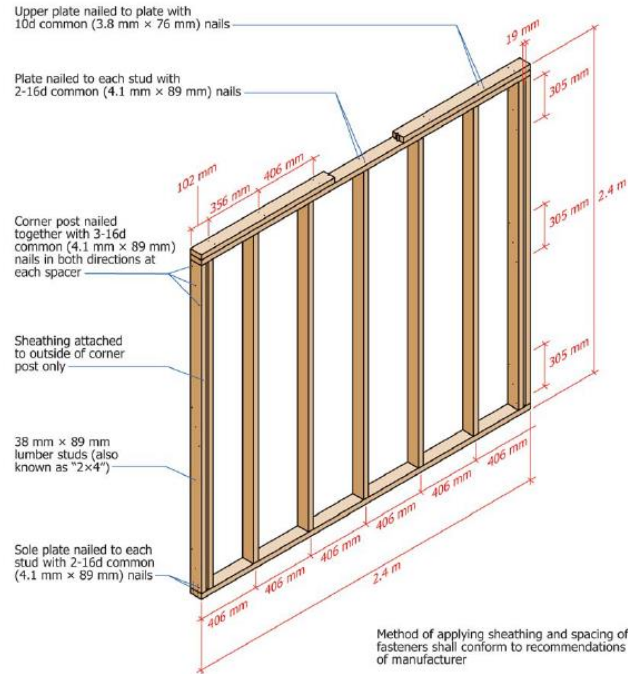 Upper plate nailed to plate with
10d common (3.8 mm × 76 mm) nails
19 mm
305 mm
Plate nailed to each stud with
2-16d common (4.1 mm × 89 mm) nails
406 mm
356 mm
102 mm
2.4 m
305 mm
Corner post nailed
together with 3-16d
common (4.1 mm × 89 mm)
nails in both directions at
each spacer
Sheathing attached
to outside of corner
post only
305 mm
38 mm × 89 mm
lumber studs (also
known as "2×4")
406 mm
406 mm
406 mm
406 mm
406 mm
406 mm
2.4 m
Sole plate nailed to each
stud with 2-16d common
(4.1 mm × 89 mm) nails
Method of applying sheathing and spacing of
fasteners shall conform to recommendations
of manufacturer